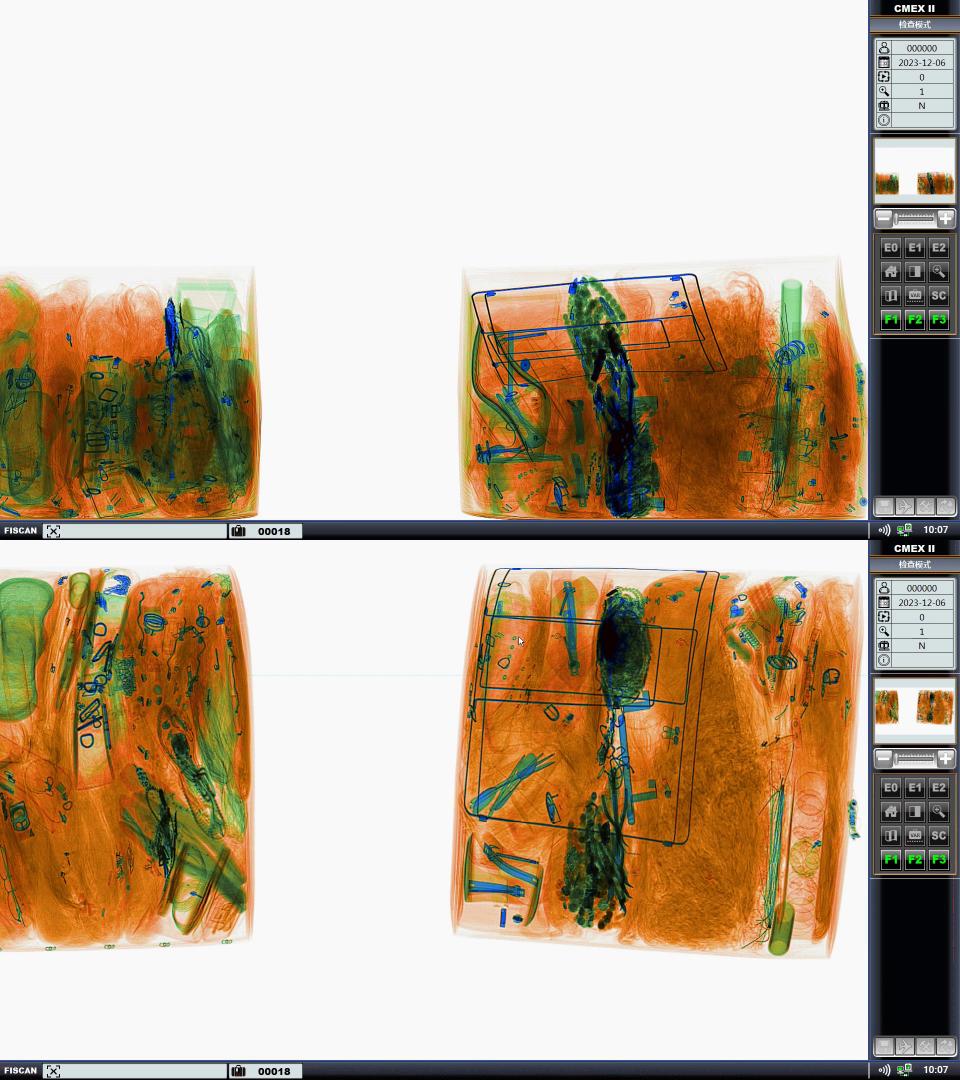 CMEX II
检查模式
000000
2023-12-06
0
1
N
E0 E1 E2
VAR SC
F1 F2 F3
FISCAN 00018 10:07
CMEX II
检查模式
000000
2023-12-06
0
1
N
E0 E1 E2
VAR SC
F1 F2 F3
FISCAN 00018 10:07